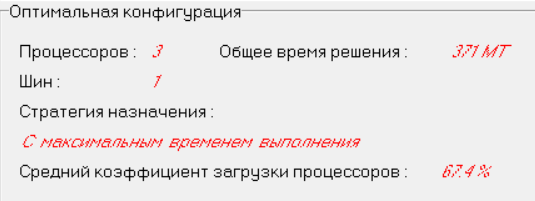 Оптимальная конфигурация
Процессоров : 3 Общее время решения : 371 МТ
Шин : 1
Стратегия назначения :
С максимальным временем выполнения
Средний коэффициент загрузки процессоров : 67.4 %